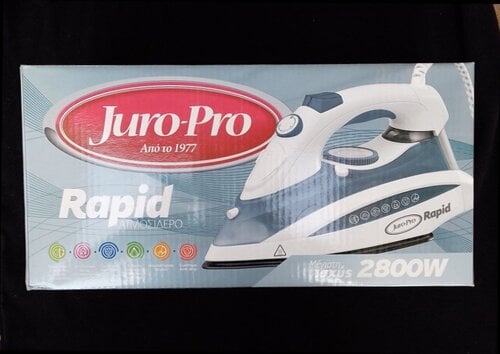 Juro-Pro
Από το 1977
Rapid
ΑΤΜΟΣΙΔΕΡΟ
Juro-Pro
Rapid
Μέγιστη
ισχύς 2800W